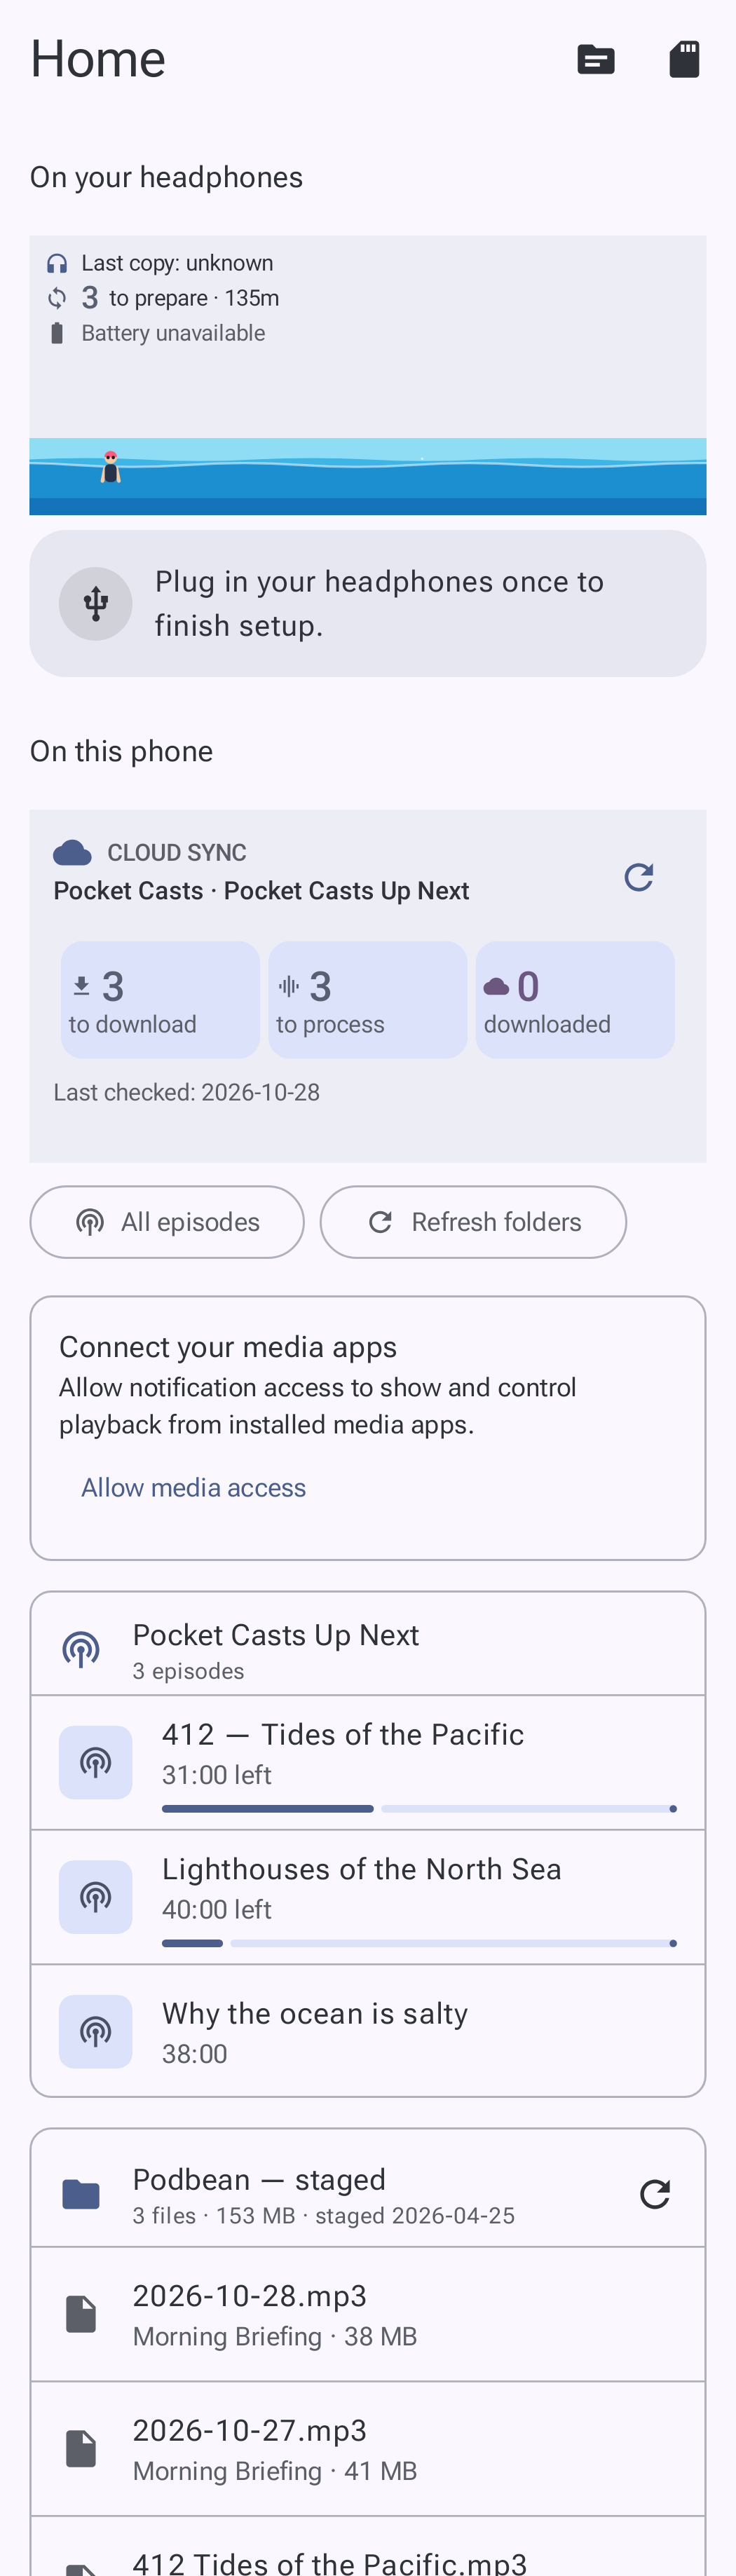 Home
On your headphones
Last copy: unknown
3 to prepare · 135m
Battery unavailable
Plug in your headphones once to
finish setup.
On this phone
CLOUD SYNC
Pocket Casts · Pocket Casts Up Next
3
to download
3
to process
0
downloaded
Last checked: 2026-10-28
All episodes
Refresh folders
Connect your media apps
Allow notification access to show and control
playback from installed media apps.
Allow media access
Pocket Casts Up Next
3 episodes
412 — Tides of the Pacific
31:00 left
Lighthouses of the North Sea
40:00 left
Why the ocean is salty
38:00
Podbean — staged
3 files · 153 MB · staged 2026-04-25
2026-10-28.mp3
Morning Briefing · 38 MB
2026-10-27.mp3
Morning Briefing · 41 MB
412 Tides of the Pacific.mp3